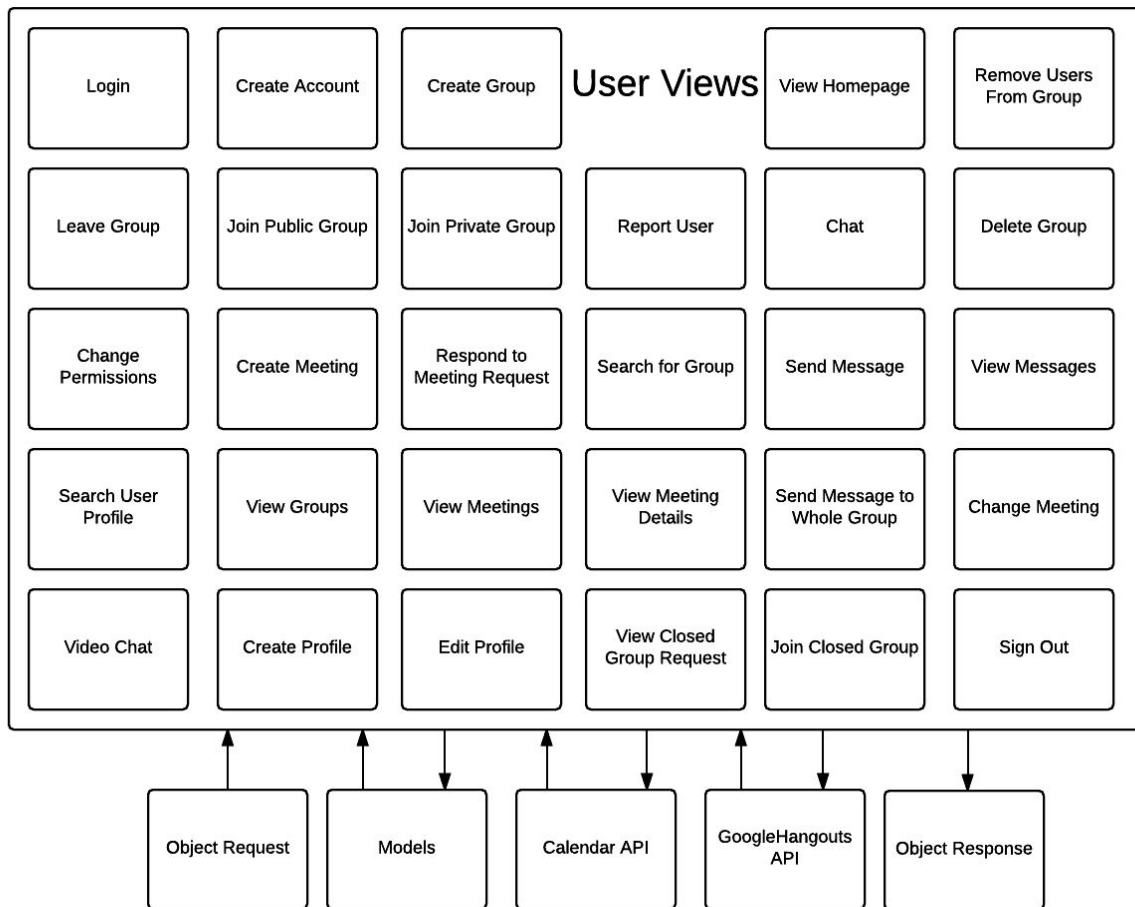 Login
Create Account
Create Group
User Views
View Homepage
Remove Users
From Group
Leave Group
Join Public Group
Join Private Group
Report User
Chat
Delete Group
Change
Permissions
Create Meeting
Respond to
Meeting Request
Search for Group
Send Message
View Messages
Search User
Profile
View Groups
View Meetings
View Meeting
Details
Send Message to
Whole Group
Change Meeting
Video Chat
Create Profile
Edit Profile
View Closed
Group Request
Join Closed Group
Sign Out
Object Request
Models
Calendar API
GoogleHangouts
API
Object Response